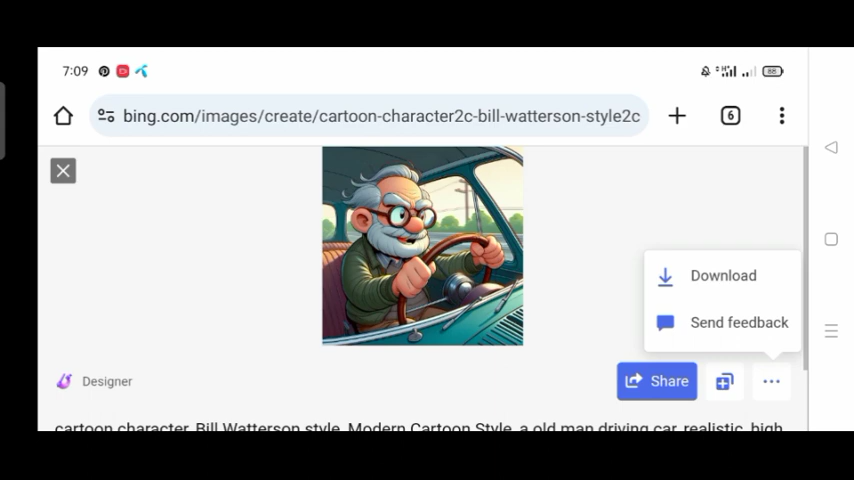 7:09
88
bing.com/images/create/cartoon-character2c-bill-watterson-style2c
6
Download
Send feedback
Designer
Share
cartoon character, Bill Watterson style, Modern Cartoon Style, a old man driving car, realistic, high